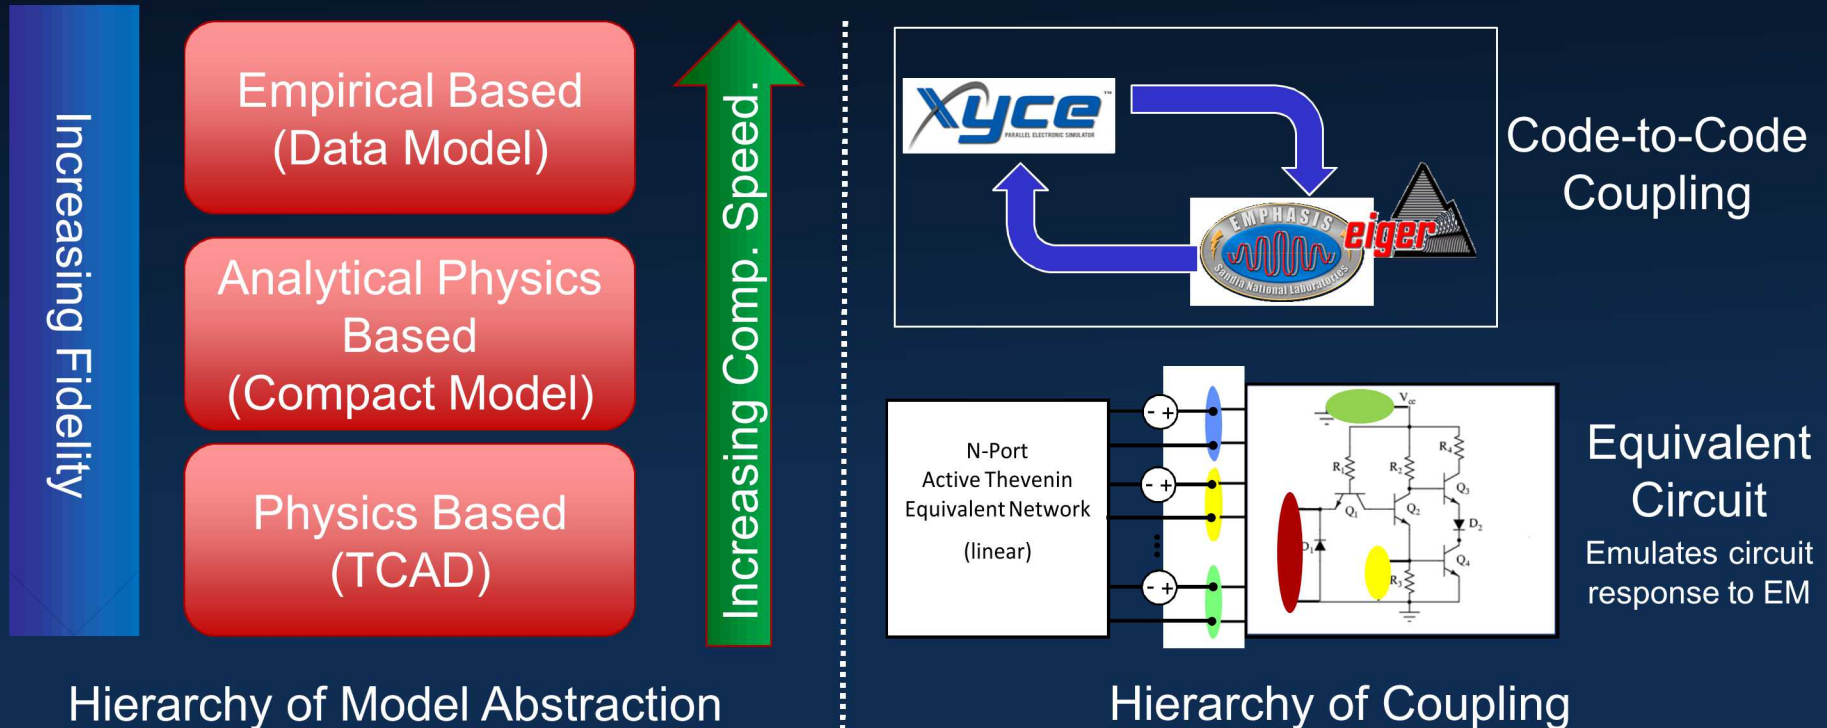 Increasing Fidelity
Empirical Based
(Data Model)
Analytical Physics
Based
(Compact Model)
Physics Based
(TCAD)
Increasing Comp. Speed.
Hierarchy of Model Abstraction
Xyce™
PARALLEL ELECTRONIC SIMULATOR
EMPHASIS
Sandia National Laboratories
eiger
Code-to-Code
Coupling
N-Port
Active Thevenin
Equivalent Network
(linear)
- +
- +
- +
Vcc
R1
R2
R4
Q1
Q2
Q3
D2
D1
Q4
R3
Equivalent
Circuit
Emulates circuit
response to EM
Hierarchy of Coupling